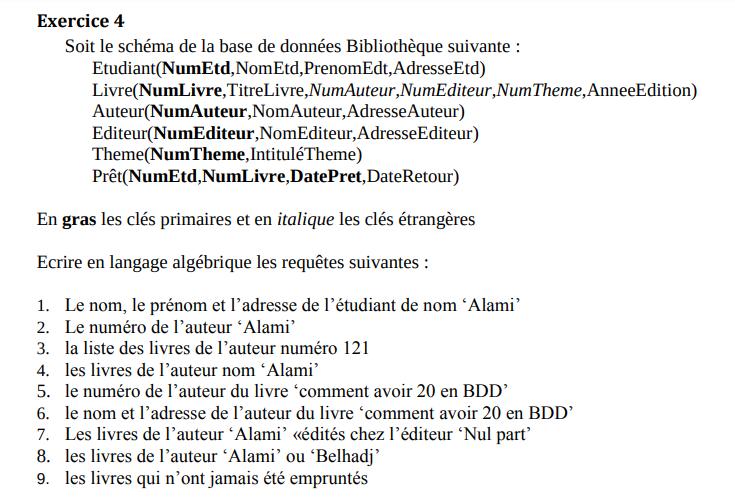 Exercice 4
Soit le schéma de la base de données Bibliothèque suivante :
Etudiant(NumEtd,NomEtd,PrenomEdt,AdresseEtd)
Livre(NumLivre,TitreLivre,NumAuteur,NumEditeur,NumTheme,AnneeEdition)
Auteur(NumAuteur,NomAuteur,AdresseAuteur)
Editeur(NumEditeur,NomEditeur,AdresseEditeur)
Theme(NumTheme,IntituléTheme)
Prêt(NumEtd,NumLivre,DatePret,DateRetour)
En gras les clés primaires et en italique les clés étrangères
Ecrire en langage algébrique les requêtes suivantes :
1. Le nom, le prénom et l’adresse de l’étudiant de nom ‘Alami’
2. Le numéro de l’auteur ‘Alami’
3. la liste des livres de l’auteur numéro 121
4. les livres de l’auteur nom ‘Alami’
5. le numéro de l’auteur du livre ‘comment avoir 20 en BDD’
6. le nom et l’adresse de l’auteur du livre ‘comment avoir 20 en BDD’
7. Les livres de l’auteur ‘Alami’ «édités chez l’éditeur ‘Nul part’
8. les livres de l’auteur ‘Alami’ ou ‘Belhadj’
9. les livres qui n’ont jamais été empruntés